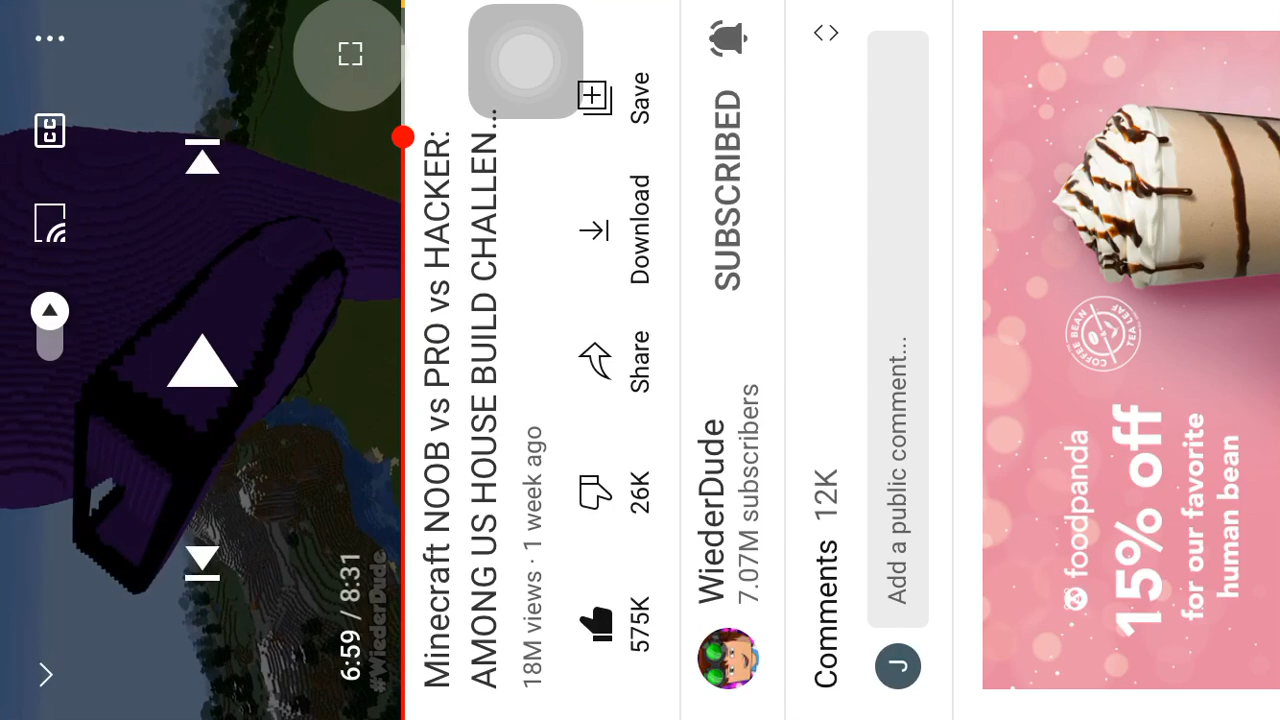 CC
6:59 / 8:31
#WiederDude
Minecraft NOOB vs PRO vs HACKER:
AMONG US HOUSE BUILD CHALLEN...
18M views · 1 week ago
575K
26K
Share
Download
Save
WiederDude
7.07M subscribers
SUBSCRIBED
Comments 12K
J
Add a public comment...
foodpanda
COFFEE BEAN
TEA LEAF
15% off
for our favorite
human bean